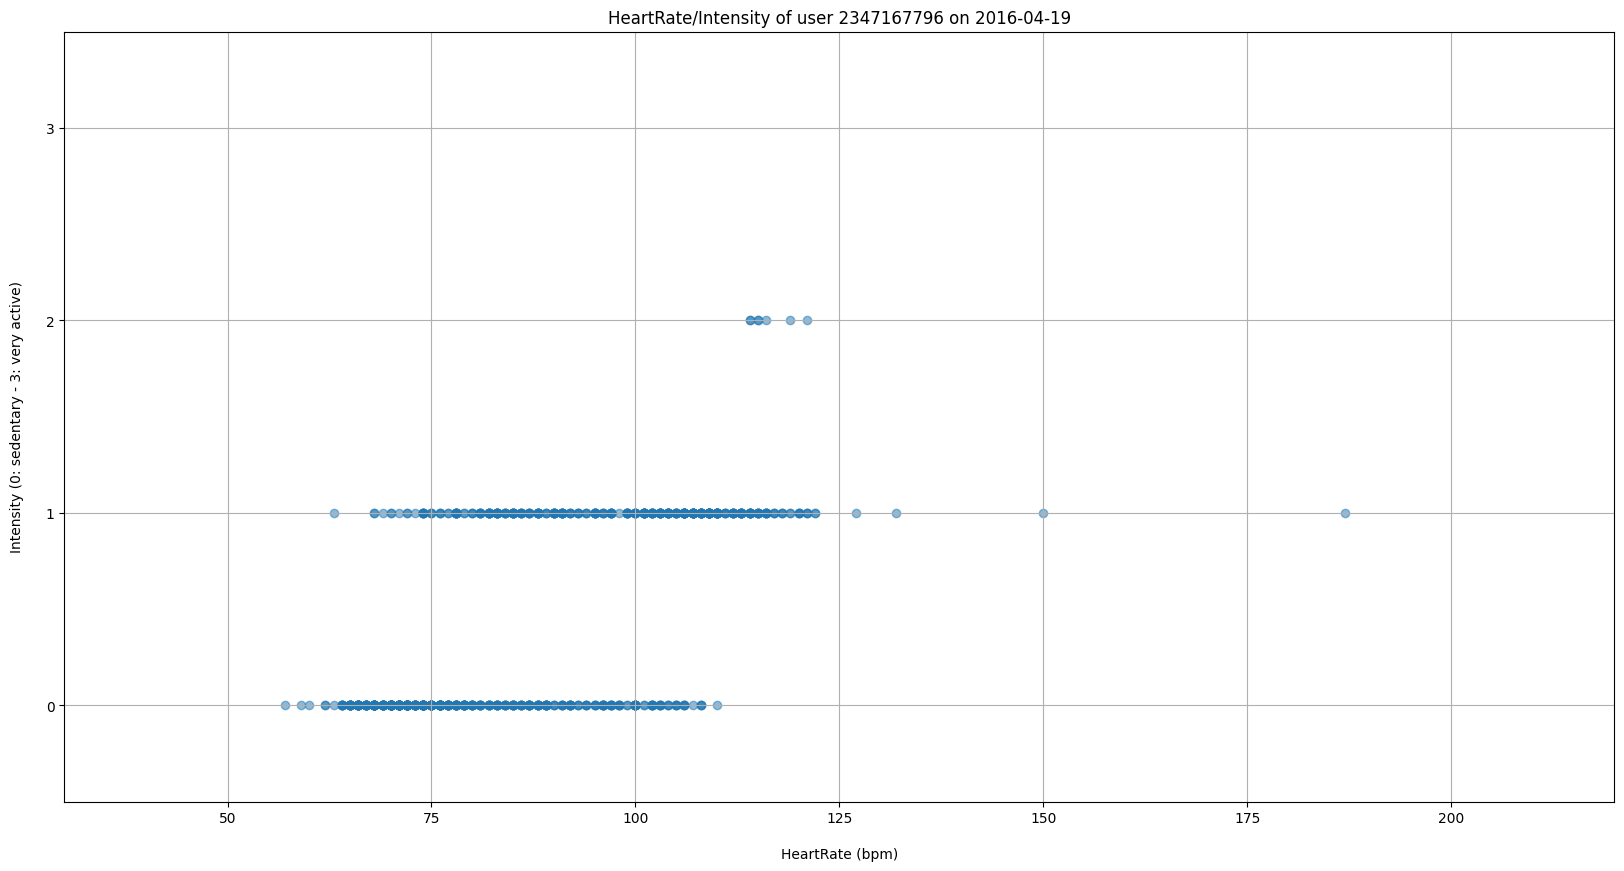 HeartRate/Intensity of user 2347167796 on 2016-04-19
Intensity (0: sedentary - 3: very active)
3
2
1
0
50 75 100 125 150 175 200
HeartRate (bpm)